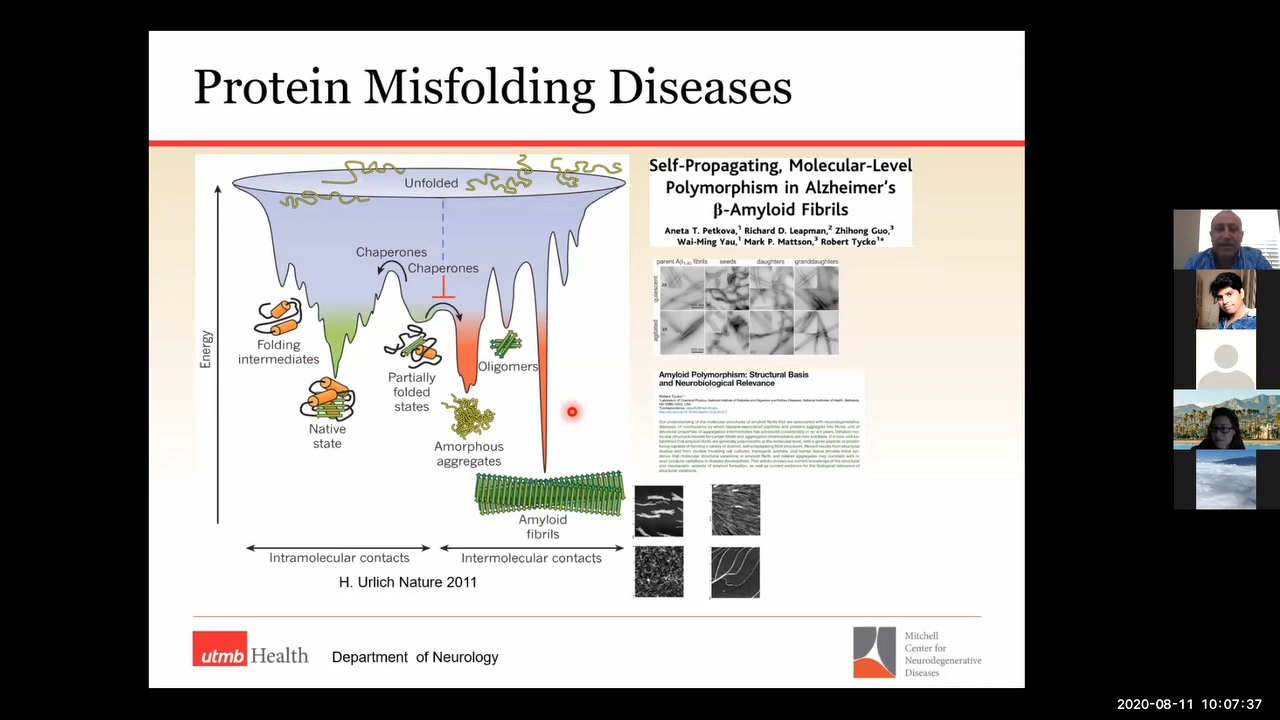 Protein Misfolding Diseases
Unfolded
Chaperones
Chaperones
Energy
Folding
intermediates
Partially
folded
states
Oligomers
Native
state
Amorphous
aggregates
Amyloid
fibrils
Intramolecular contacts
Intermolecular contacts
H. Urlich Nature 2011
Self-Propagating, Molecular-Level
Polymorphism in Alzheimer's
β-Amyloid Fibrils
Aneta T. Petkova,1 Richard D. Leapman,2 Zhihong Guo,3
Wai-Ming Yau,1 Mark P. Mattson,3 Robert Tycko1*
parent Aβ1-40 fibrils seeds daughters granddaughters
quiescent
agitated
Amyloid Polymorphism: Structural Basis
and Neurobiological Relevance
Robert Tycko
utmb Health
Department of Neurology
Mitchell
Center for
Neurodegenerative
Diseases
2020-08-11 10:07:37